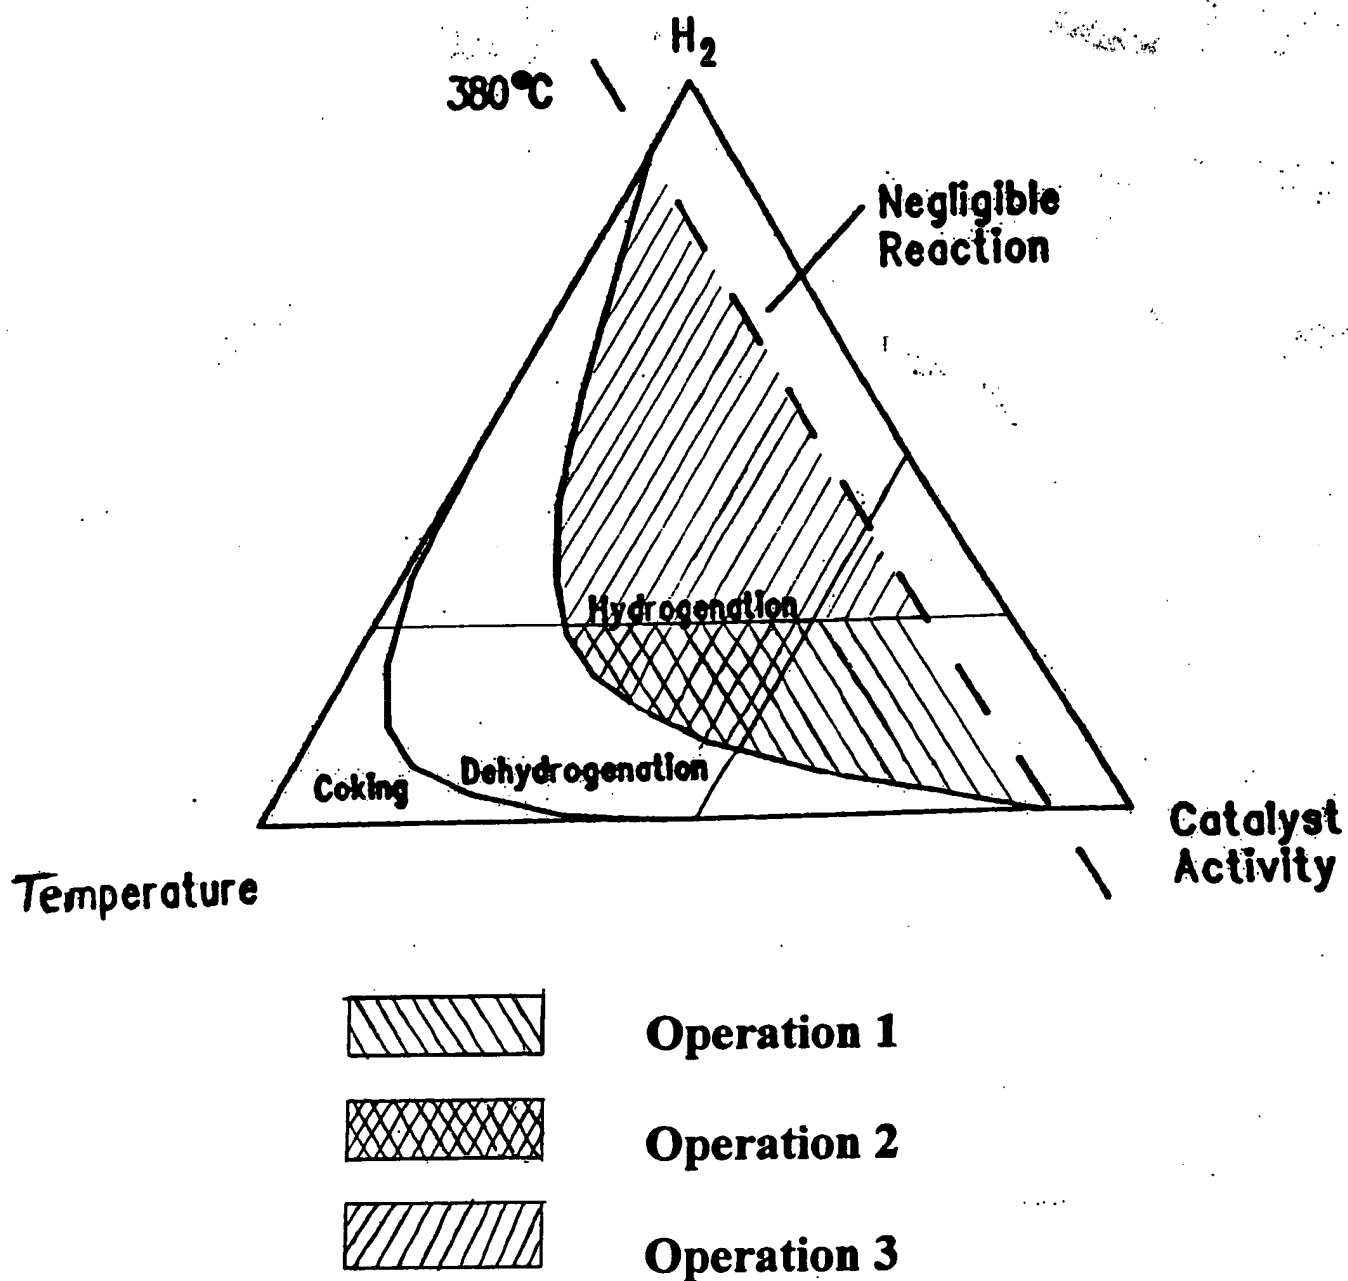 H₂
380°C
Negligible
Reaction
Hydrogenation
Dehydrogenation
Coking
Catalyst
Activity
Temperature
Operation 1
Operation 2
Operation 3